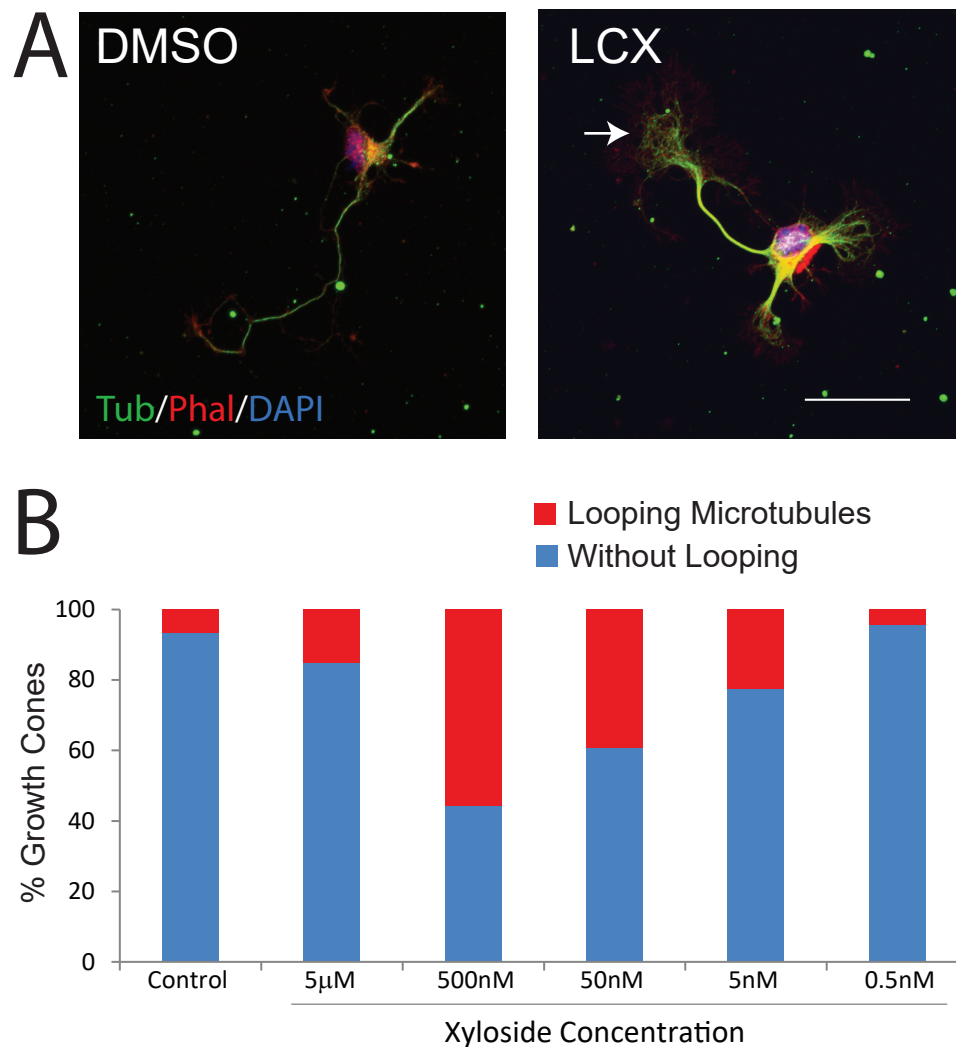 A
DMSO
LCX
Tub/Phal/DAPI
B
Looping Microtubules
Without Looping
% Growth Cones
100
80
60
40
20
0
Control
5μM
500nM
50nM
5nM
0.5nM
Xyloside Concentration